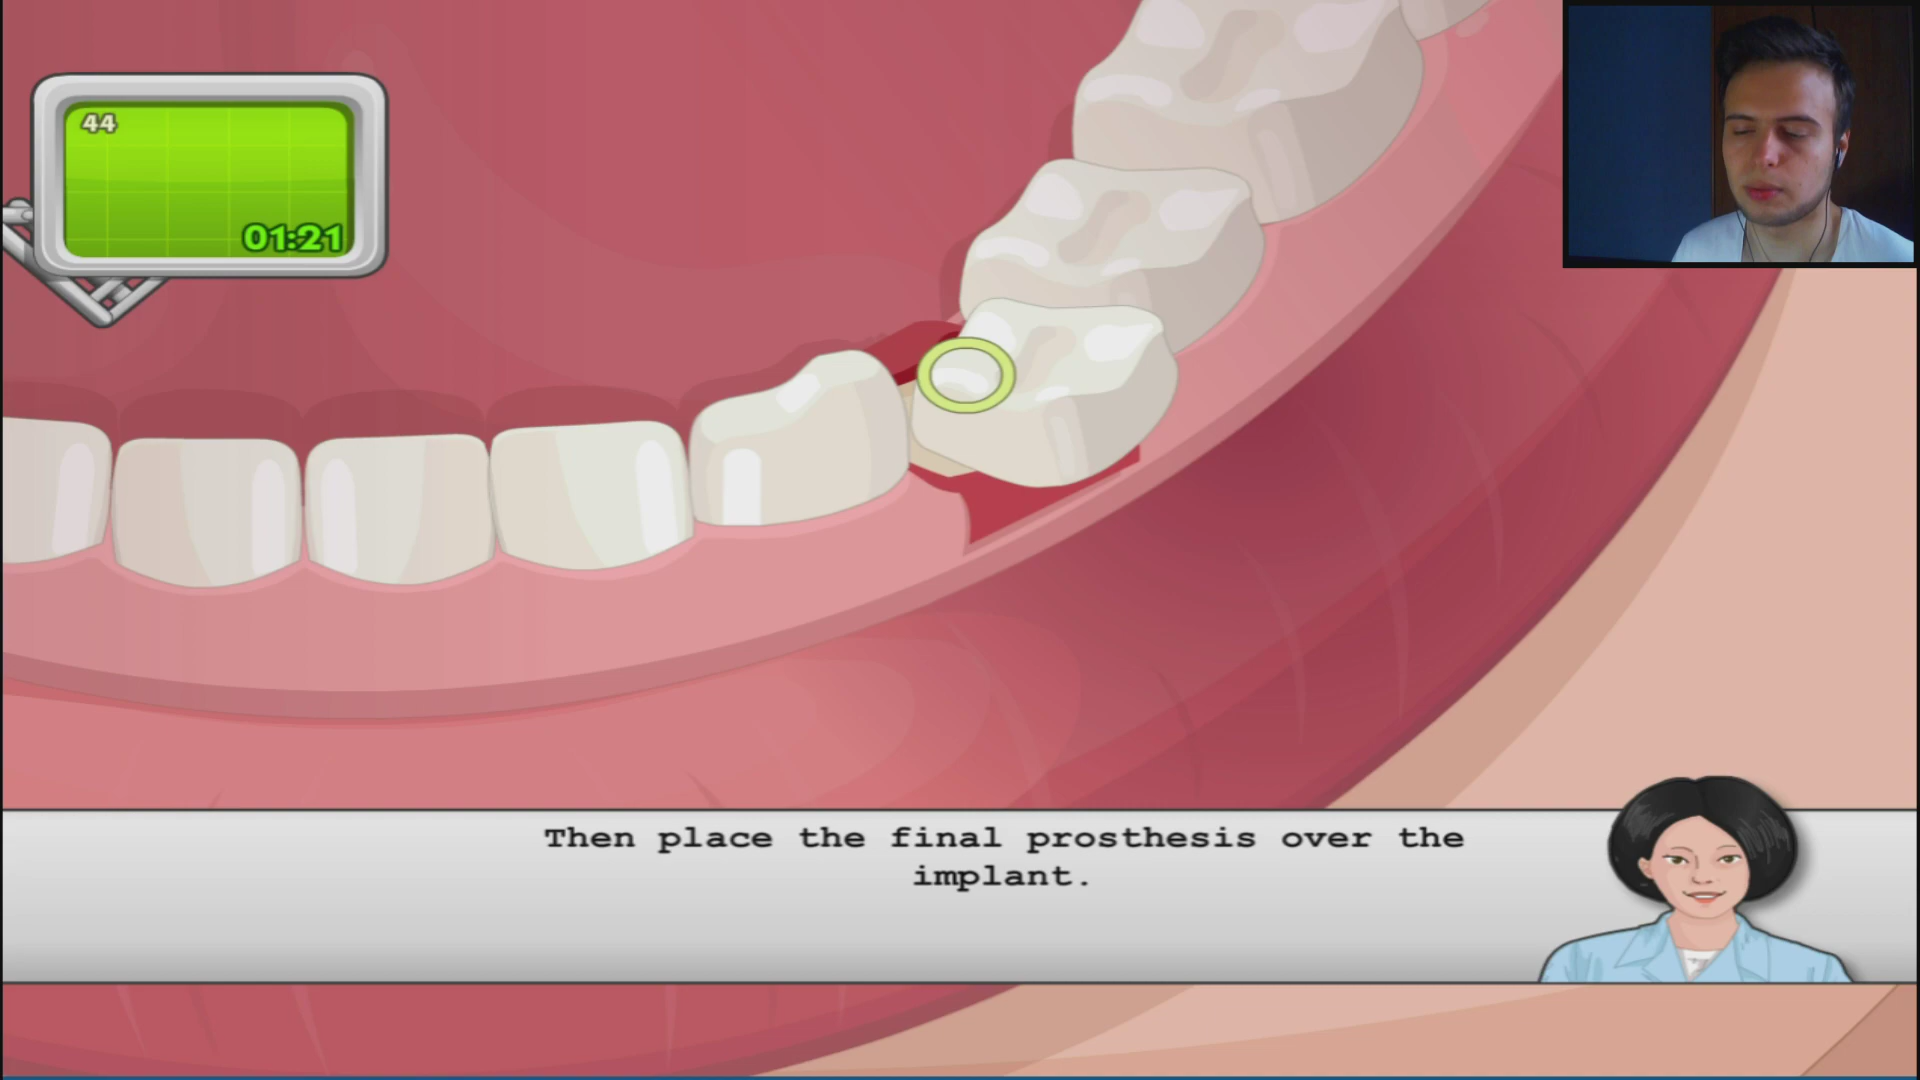 44
01:21
Then place the final prosthesis over the
implant.